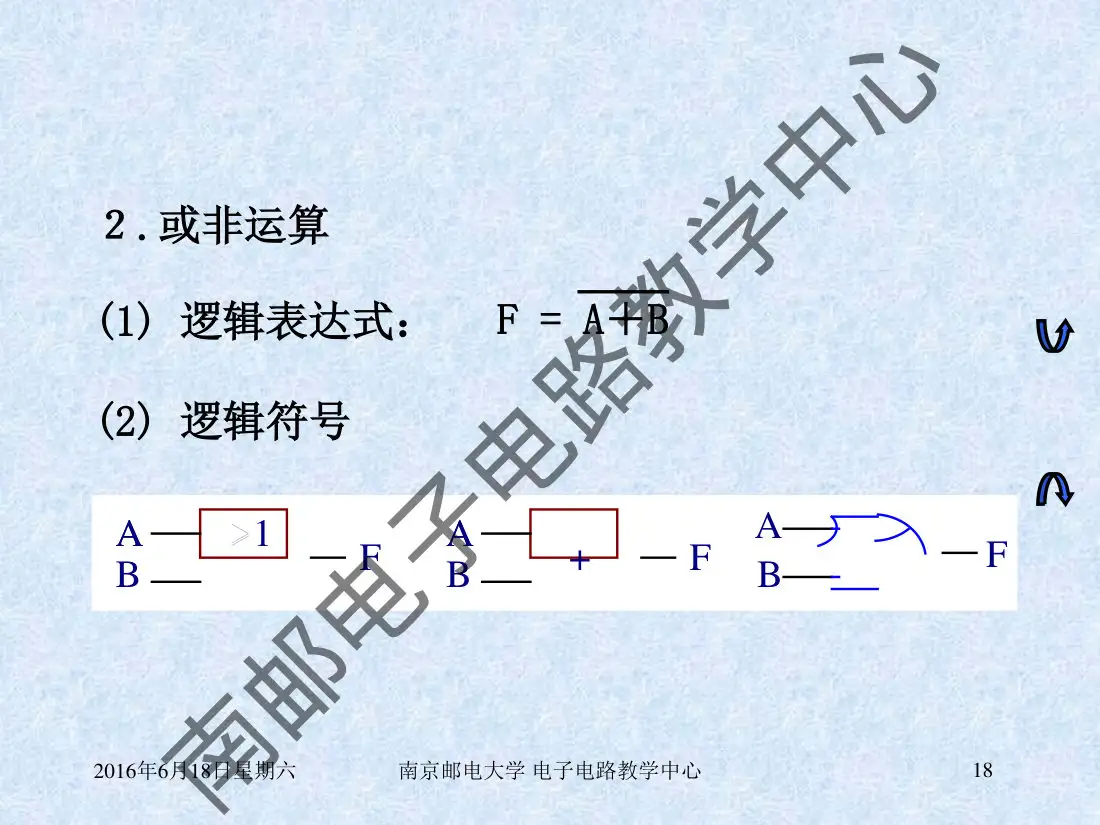 2.或非运算
(1) 逻辑表达式： F = \overline{A+B}
(2) 逻辑符号
A ≥1 F A F A F
B B + B
2016年6月18日星期六 南京邮电大学 电子电路教学中心 18
南邮电子电路教学中心